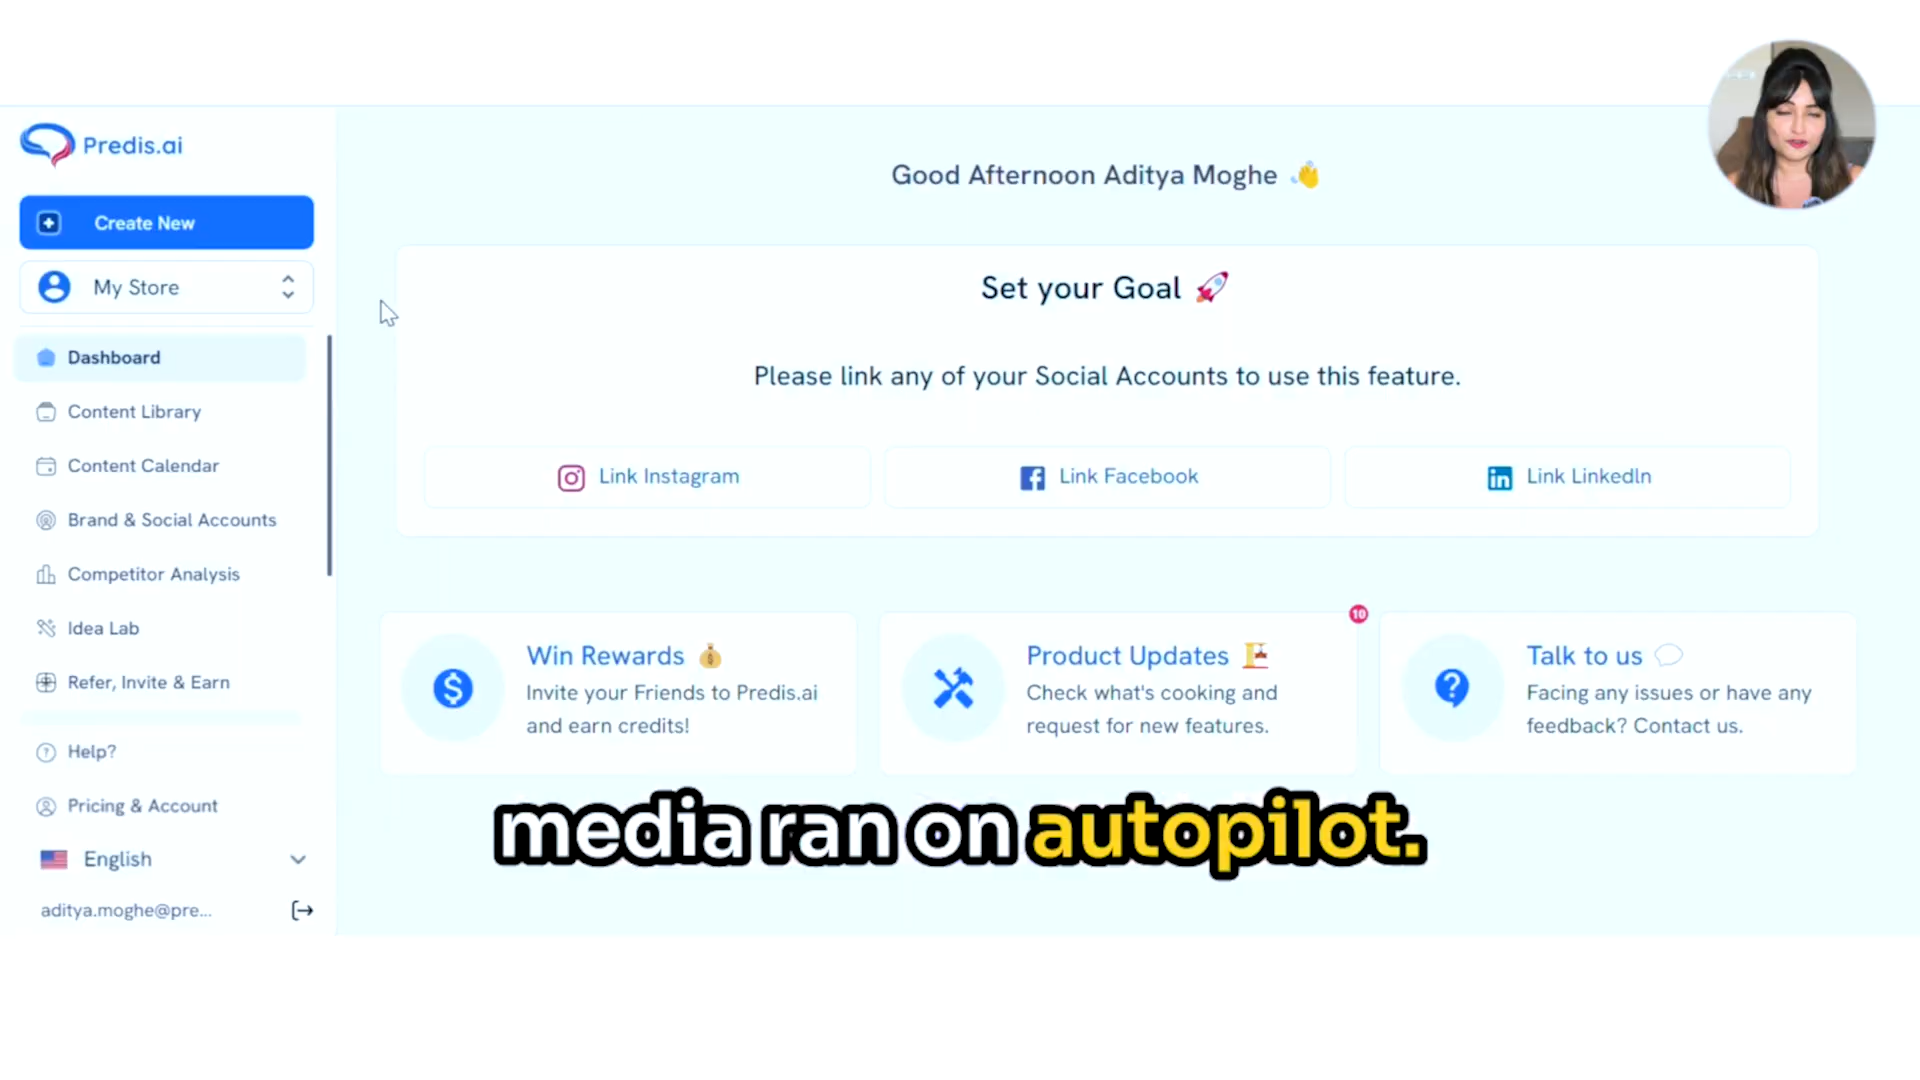 Predis.ai
Create New
My Store
Dashboard
Content Library
Content Calendar
Brand & Social Accounts
Competitor Analysis
Idea Lab
Refer, Invite & Earn
Help?
Pricing & Account
English
aditya.moghe@pre...
Good Afternoon Aditya Moghe
Set your Goal
Please link any of your Social Accounts to use this feature.
Link Instagram
Link Facebook
Link LinkedIn
Win Rewards
Invite your Friends to Predis.ai
and earn credits!
10
Product Updates
Check what's cooking and
request for new features.
Talk to us
Facing any issues or have any
feedback? Contact us.
media ran on autopilot.